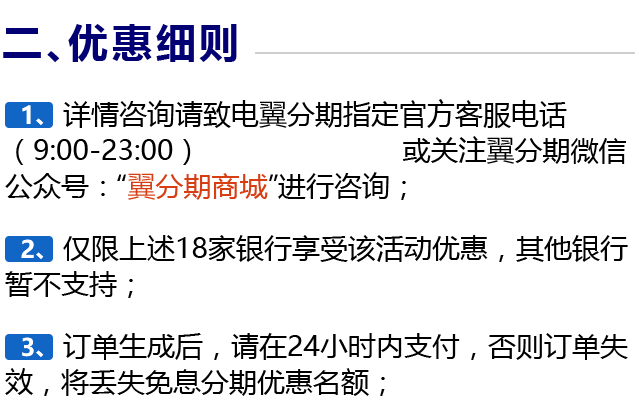 二、优惠细则
1、详情咨询请致电翼分期指定官方客服电话
（9:00-23:00） 或关注翼分期微信
公众号：“翼分期商城”进行咨询；
2、仅限上述18家银行享受该活动优惠，其他银行
暂不支持；
3、订单生成后，请在24小时内支付，否则订单失
效，将丢失免息分期优惠名额；